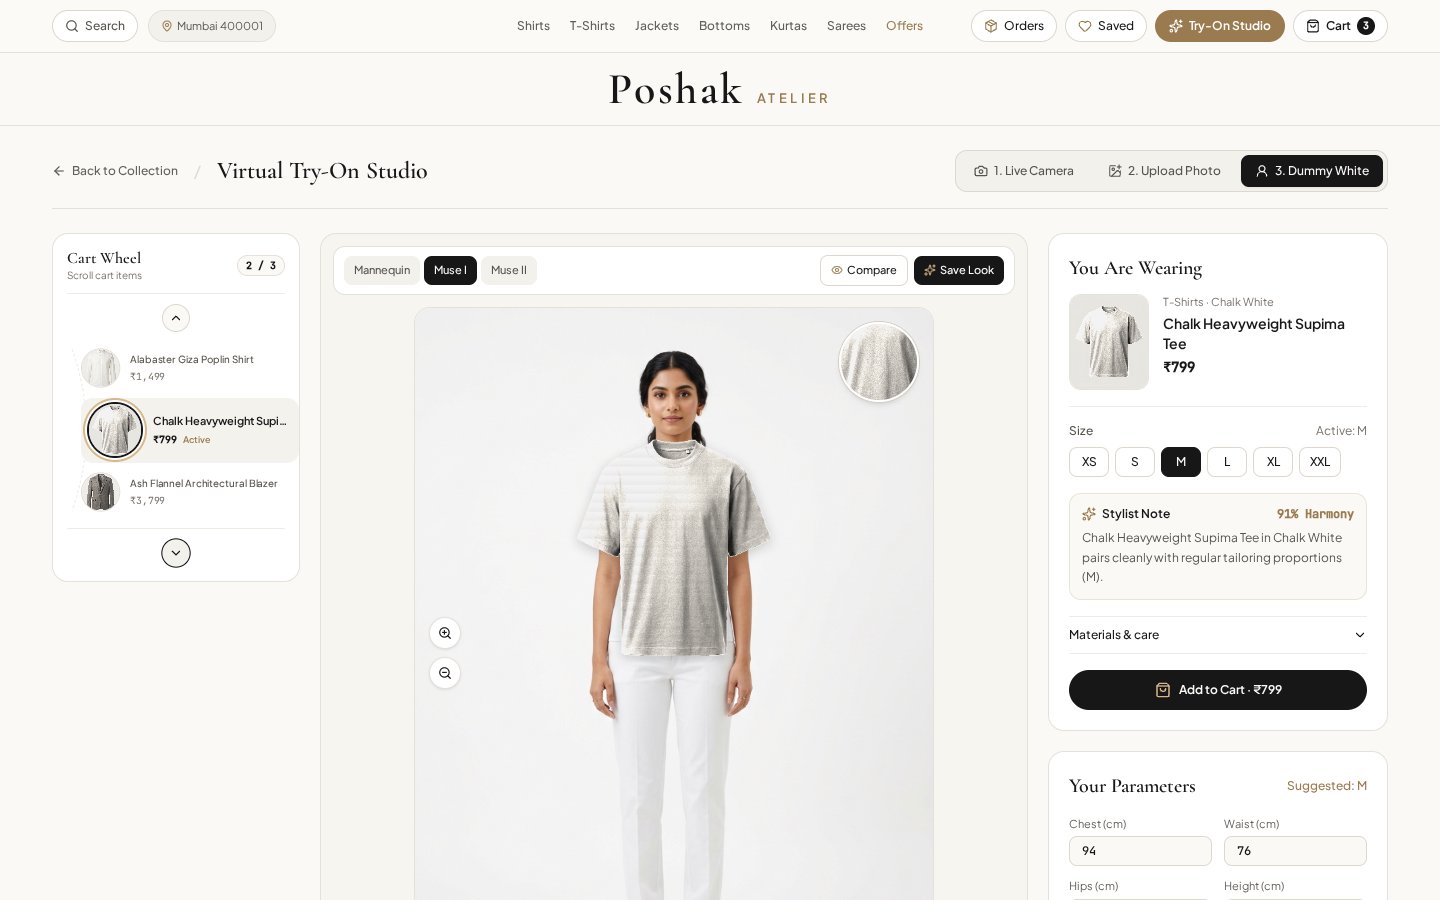 Search
Mumbai 400001
Shirts
T-Shirts
Jackets
Bottoms
Kurtas
Sarees
Offers
Orders
Saved
Try-On Studio
Cart 3
Poshak ATELIER
Back to Collection / Virtual Try-On Studio
1. Live Camera
2. Upload Photo
3. Dummy White
Cart Wheel
Scroll cart items
2 / 3
Alabaster Giza Poplin Shirt
₹1,499
Chalk Heavyweight Supi...
₹799 Active
Ash Flannel Architectural Blazer
₹3,799
Mannequin
Muse I
Muse II
Compare
Save Look
You Are Wearing
T-Shirts · Chalk White
Chalk Heavyweight Supima
Tee
₹799
Size
Active: M
XS
S
M
L
XL
XXL
Stylist Note
91% Harmony
Chalk Heavyweight Supima Tee in Chalk White
pairs cleanly with regular tailoring proportions
(M).
Materials & care
Add to Cart · ₹799
Your Parameters
Suggested: M
Chest (cm)
Waist (cm)
94
76
Hips (cm)
Height (cm)